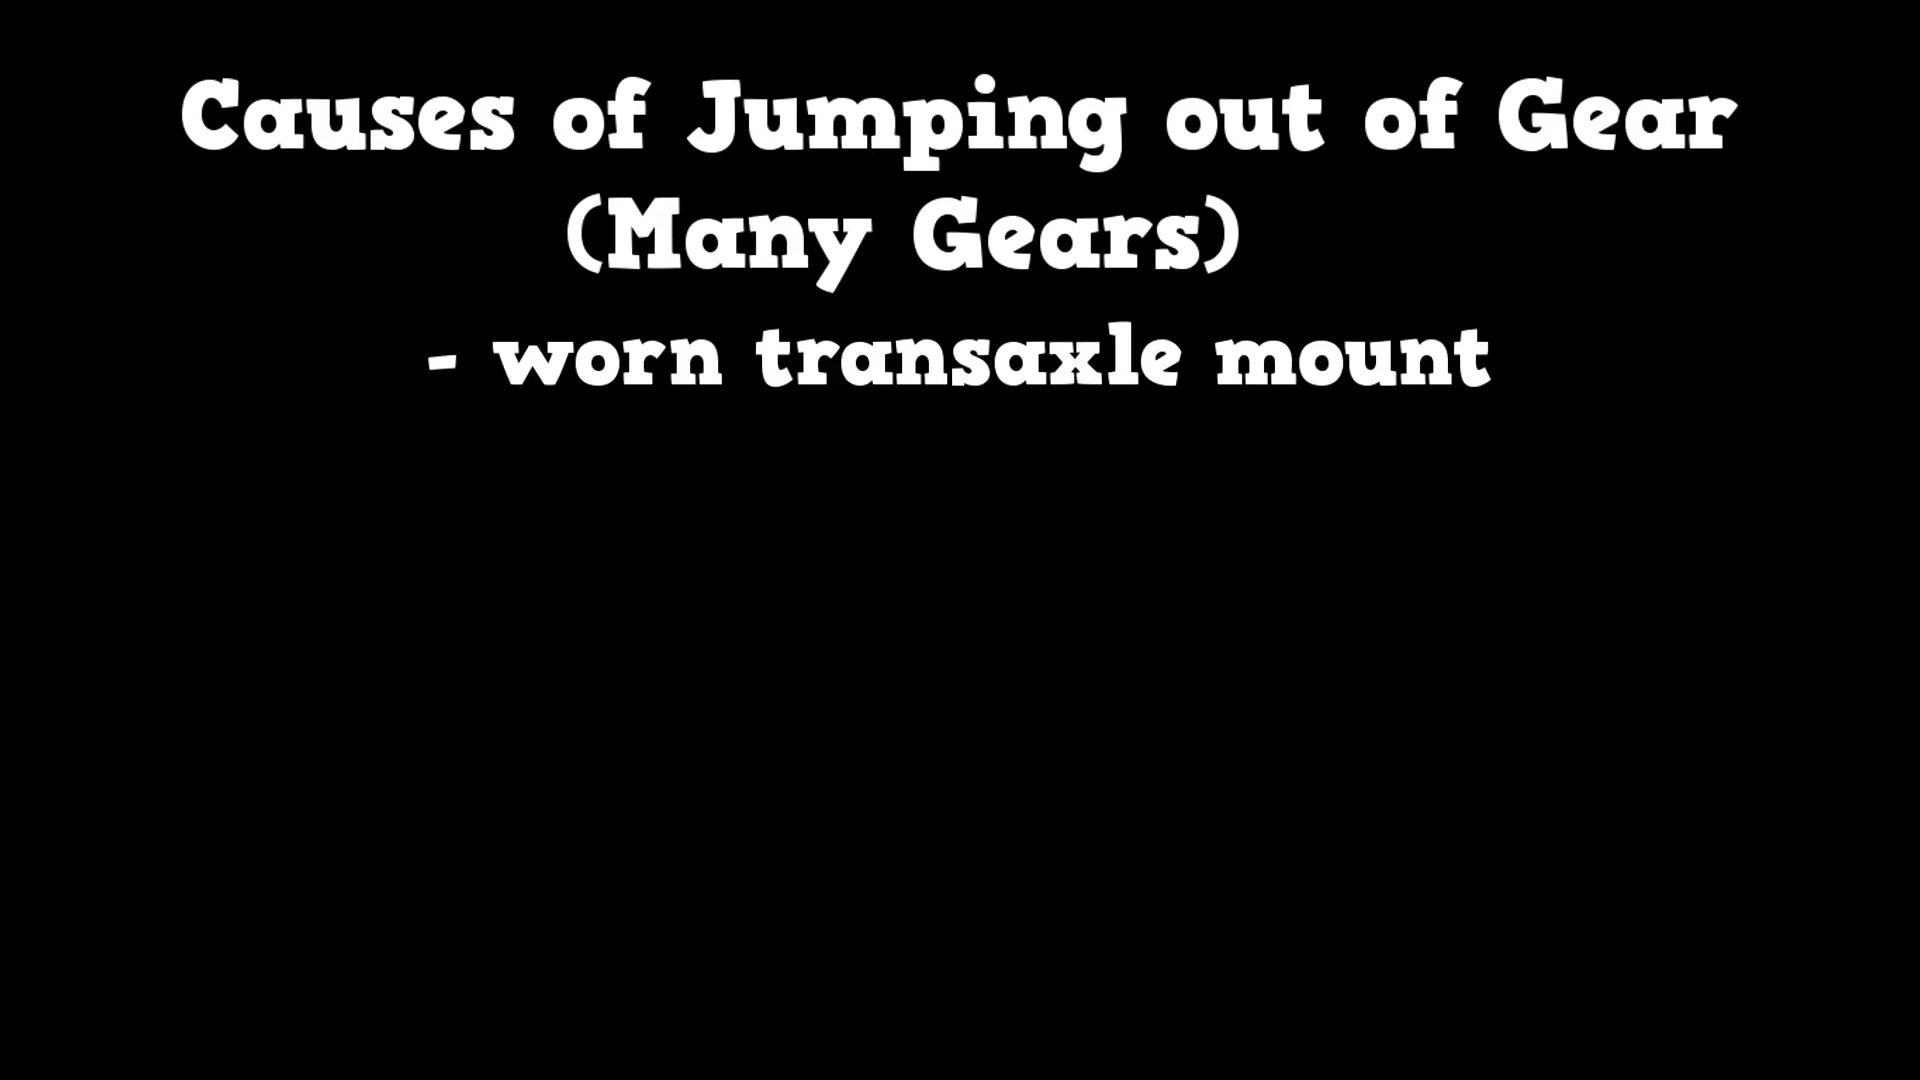 Causes of Jumping out of Gear
(Many Gears)
- worn transaxle mount